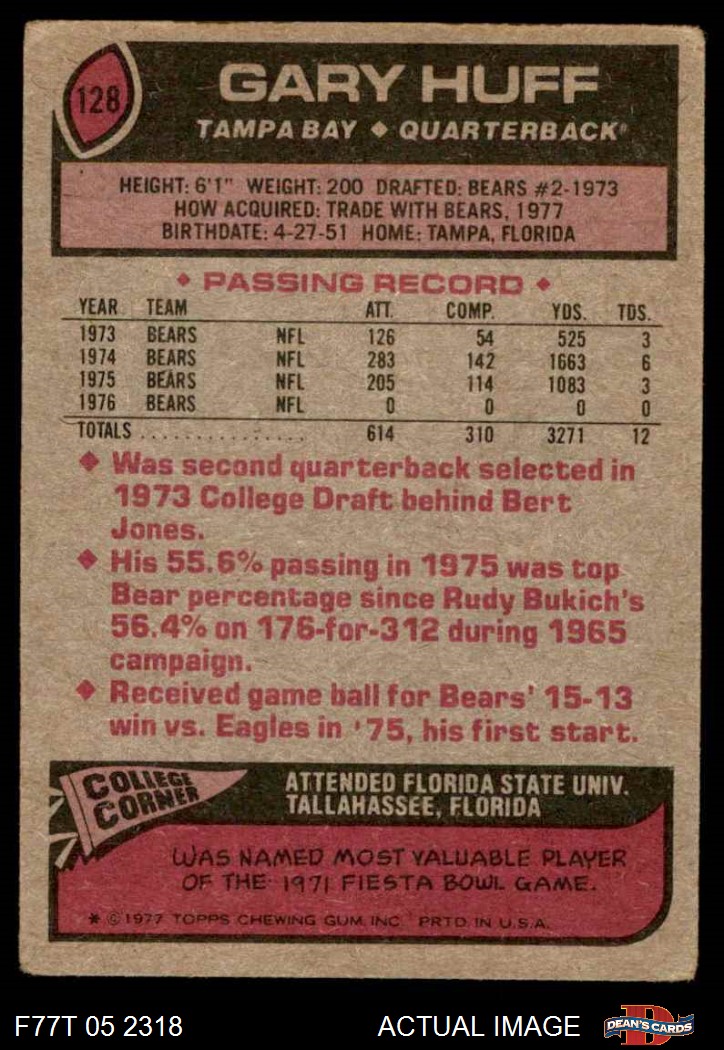 128
GARY HUFF
TAMPA BAY ◆ QUARTERBACK
HEIGHT: 6'1" WEIGHT: 200 DRAFTED: BEARS #2-1973
HOW ACQUIRED: TRADE WITH BEARS, 1977
BIRTHDATE: 4-27-51 HOME: TAMPA, FLORIDA
◆ PASSING RECORD ◆
YEAR TEAM ATT. COMP. YDS. TDS.
1973 BEARS NFL 126 54 525 3
1974 BEARS NFL 283 142 1663 6
1975 BEARS NFL 205 114 1083 3
1976 BEARS NFL 0 0 0 0
TOTALS ................ 614 310 3271 12
◆ Was second quarterback selected in
1973 College Draft behind Bert
Jones.
◆ His 55.6% passing in 1975 was top
Bear percentage since Rudy Bukich's
56.4% on 176-for-312 during 1965
campaign.
◆ Received game ball for Bears' 15-13
win vs. Eagles in '75, his first start.
COLLEGE
CORNER
ATTENDED FLORIDA STATE UNIV.
TALLAHASSEE, FLORIDA
WAS NAMED MOST VALUABLE PLAYER
OF THE 1971 FIESTA BOWL GAME.
* © 1977 TOPPS CHEWING GUM, INC. PRTD. IN U.S.A.
F77T 05 2318 ACTUAL IMAGE
D
DEAN'S CARDS